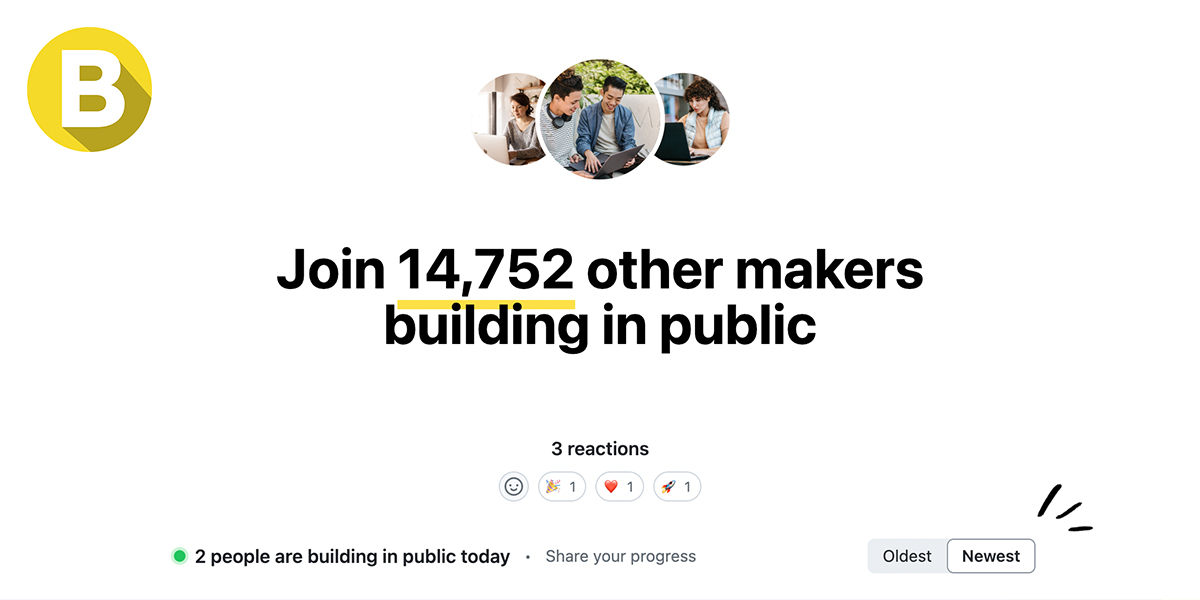 B
Join 14,752 other makers
building in public
3 reactions
🎉 1 ❤️ 1 🚀 1
2 people are building in public today · Share your progress
Oldest Newest